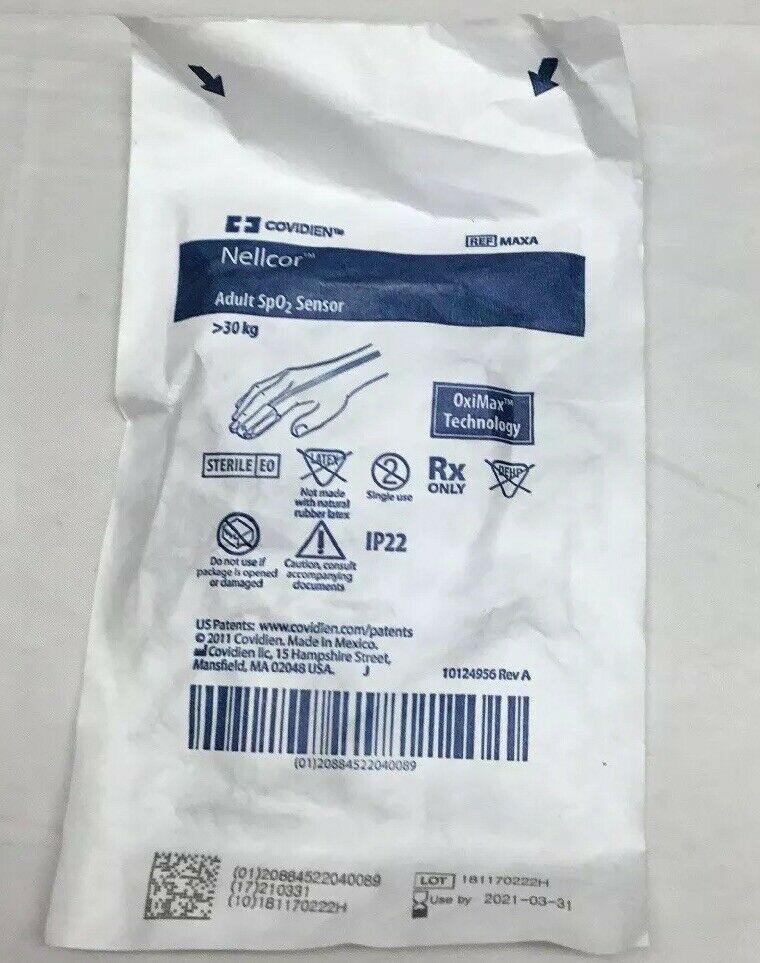 COVIDIEN™
REF MAXA
Nellcor™
Adult SpO₂ Sensor
>30 kg
OxiMax™
Technology
STERILE EO
LATEX
Not made
with natural
rubber latex
2
Single use
Rx
ONLY
DEHP
Do not use if
package is opened
or damaged
Caution, consult
accompanying
documents
IP22
US Patents: www.covidien.com/patents
© 2011 Covidien. Made in Mexico.
Covidien llc, 15 Hampshire Street,
Mansfield, MA 02048 USA. J
10124956 Rev A
(01)20884522040089
(01)20884522040089
(17)210331
(10)181170222H
LOT 181170222H
Use by 2021-03-31